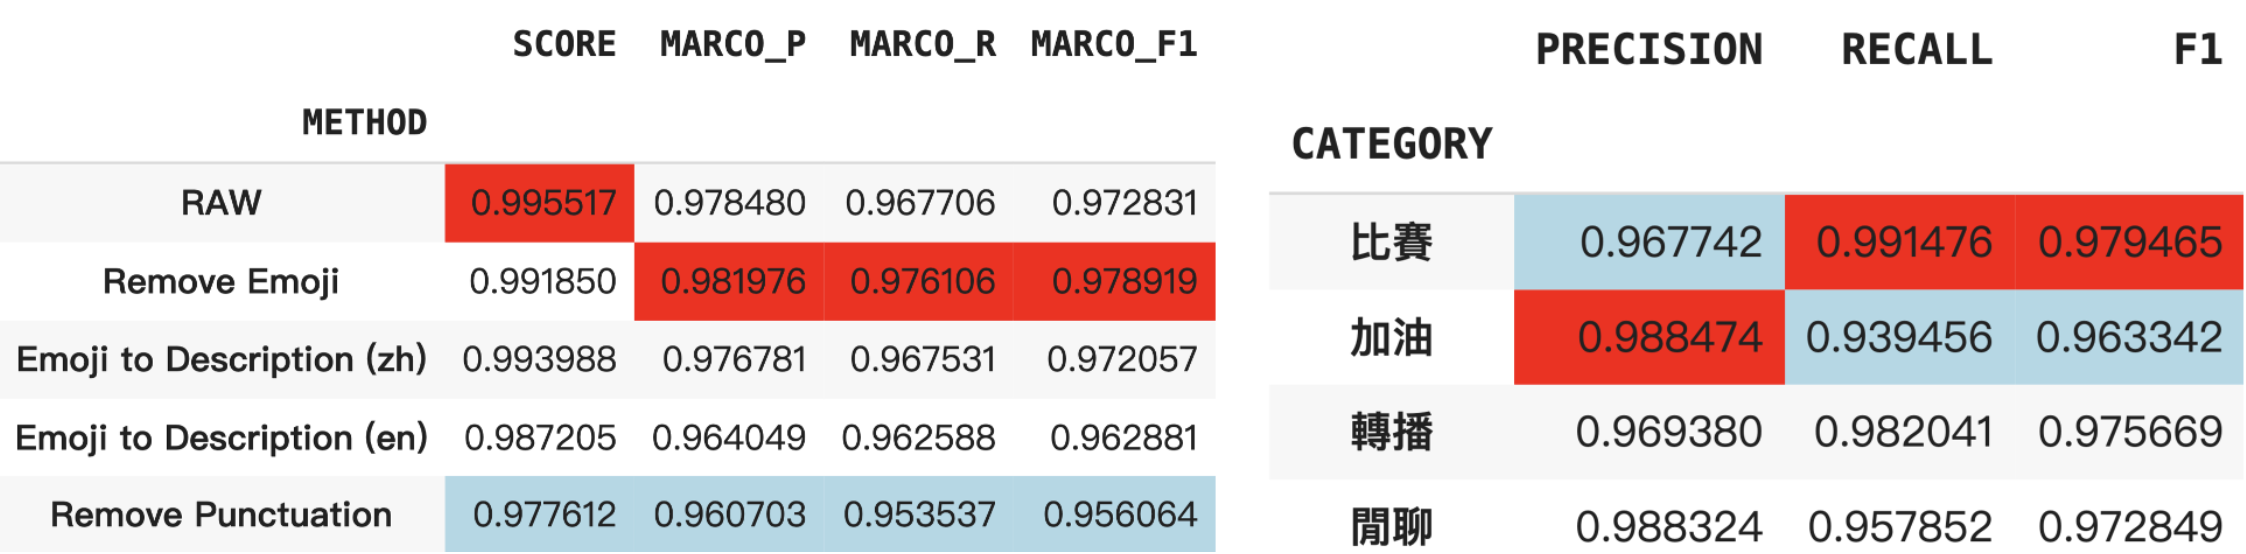 SCORE MARCO_P MARCO_R MARCO_F1
METHOD
RAW 0.995517 0.978480 0.967706 0.972831
Remove Emoji 0.991850 0.981976 0.976106 0.978919
Emoji to Description (zh) 0.993988 0.976781 0.967531 0.972057
Emoji to Description (en) 0.987205 0.964049 0.962588 0.962881
Remove Punctuation 0.977612 0.960703 0.953537 0.956064
PRECISION RECALL F1
CATEGORY
比賽 0.967742 0.991476 0.979465
加油 0.988474 0.939456 0.963342
轉播 0.969380 0.982041 0.975669
閒聊 0.988324 0.957852 0.972849